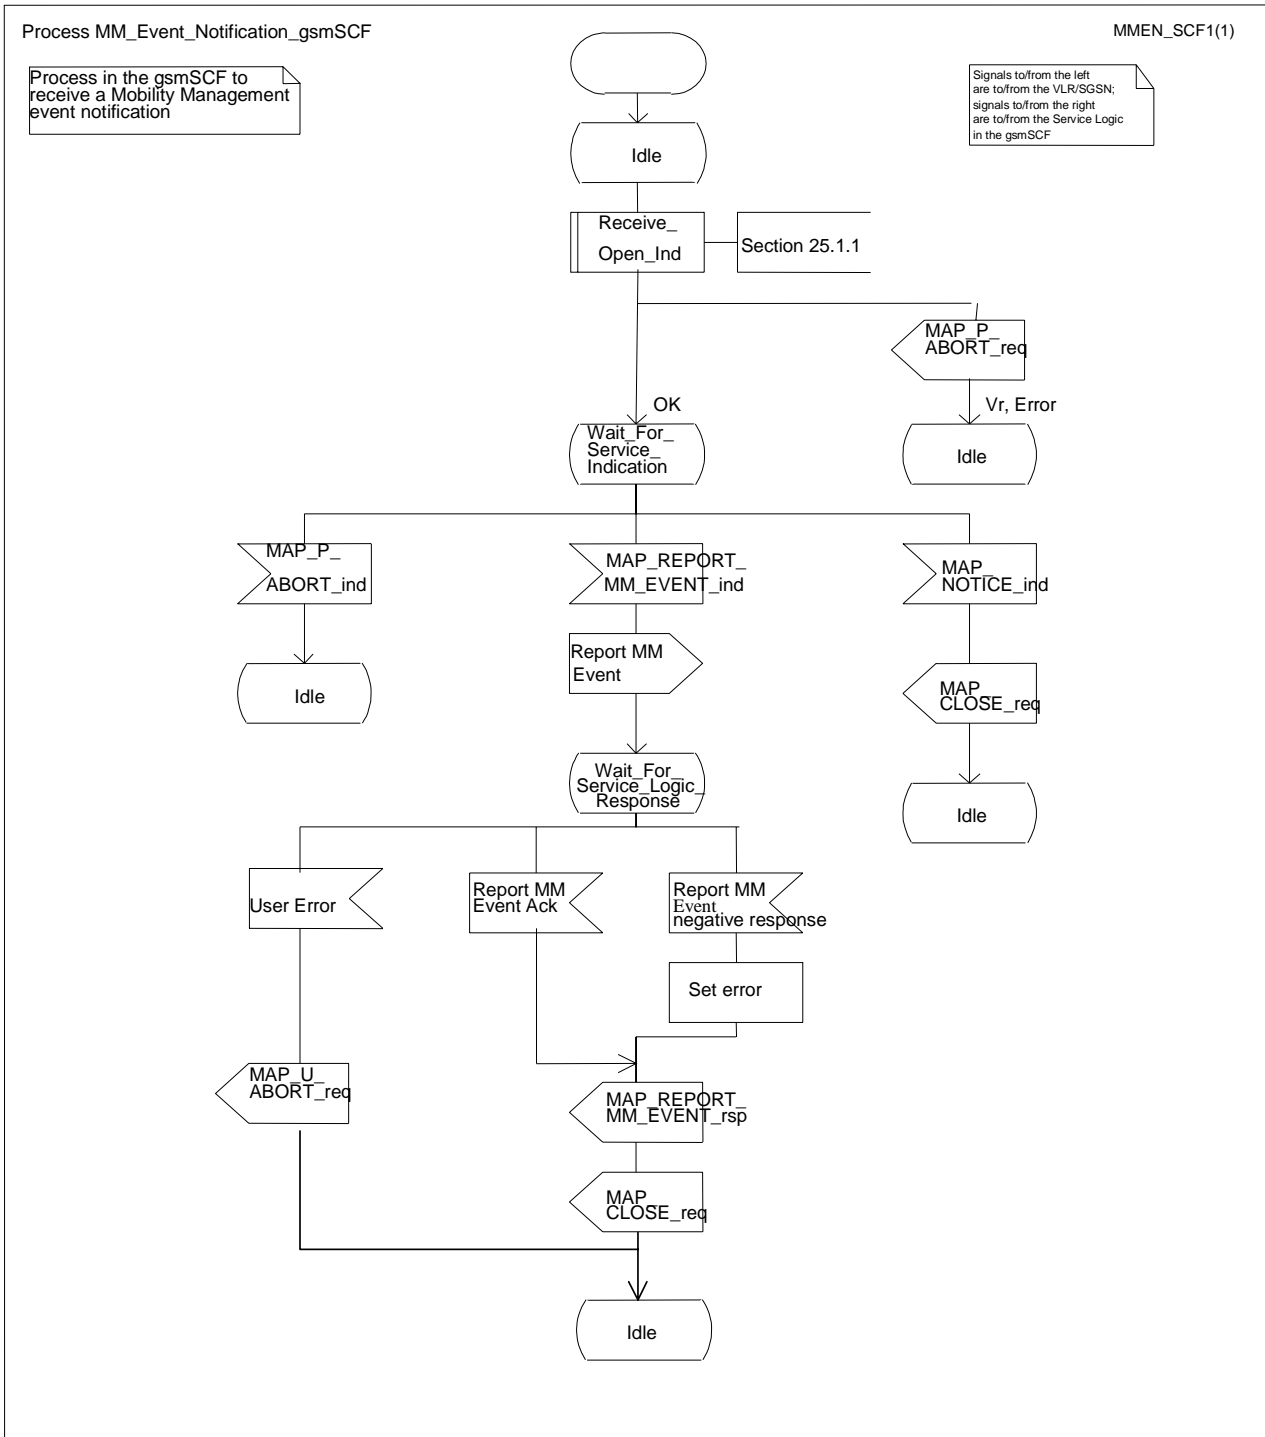 Process MM_Event_Notification_gsmSCF
MMEN_SCF1(1)
Process in the gsmSCF to
receive a Mobility Management
event notification
Signals to/from the left
are to/from the VLR/SGSN;
signals to/from the right
are to/from the Service Logic
in the gsmSCF
Idle
Receive_
Open_Ind
Section 25.1.1
MAP_P_
ABORT_req
OK
Vr, Error
Wait_For_
Service_
Indication
Idle
MAP_P_
ABORT_ind
MAP_REPORT_
MM_EVENT_ind
MAP_
NOTICE_ind
Report MM
Event
Idle
MAP_
CLOSE_req
Wait_For_
Service_Logic_
Response
Idle
User Error
Report MM
Event Ack
Report MM
Event
negative response
Set error
MAP_U_
ABORT_req
MAP_REPORT_
MM_EVENT_rsp
MAP_
CLOSE_req
Idle